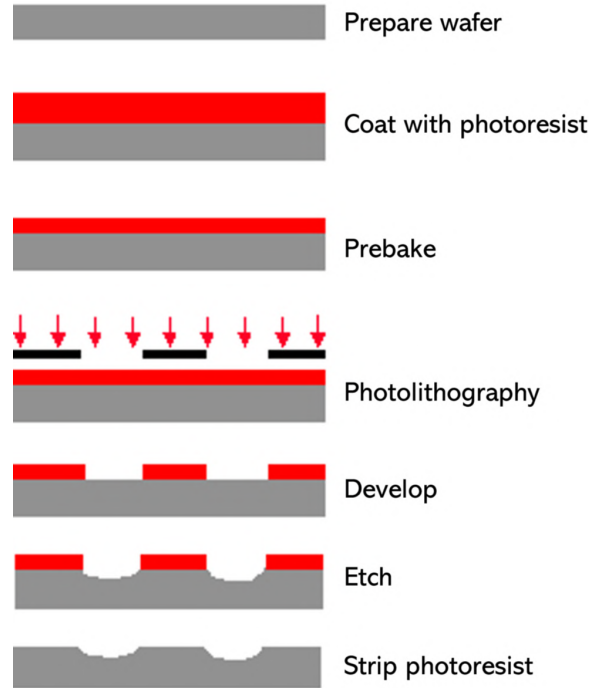 Prepare wafer
Coat with photoresist
Prebake
Photolithography
Develop
Etch
Strip photoresist